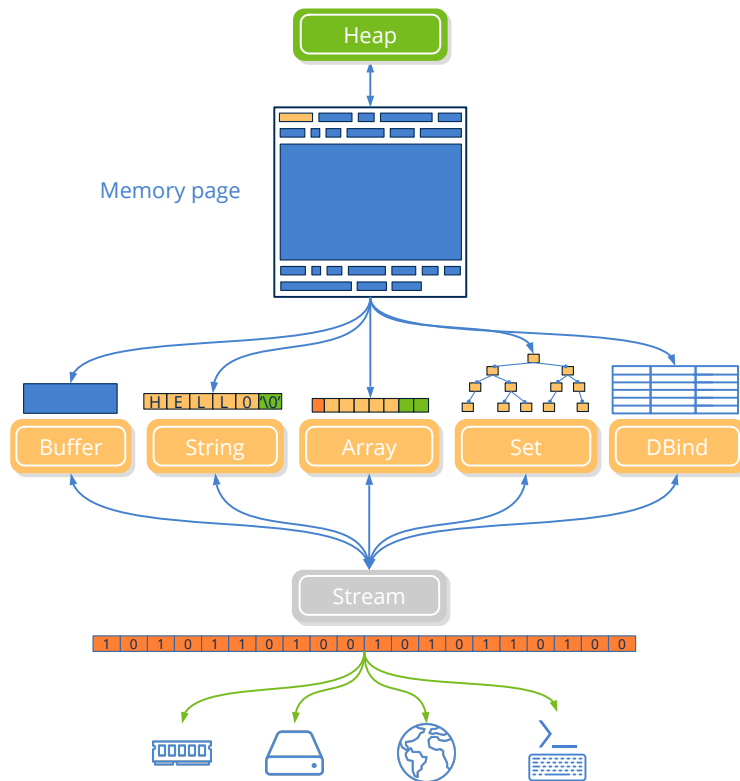 Heap
Memory page
H E L L 0 '\0'
Buffer
String
Array
Set
DBind
Stream
1 0 1 0 1 1 0 1 0 0 1 0 1 0 1 1 0 1 0 0